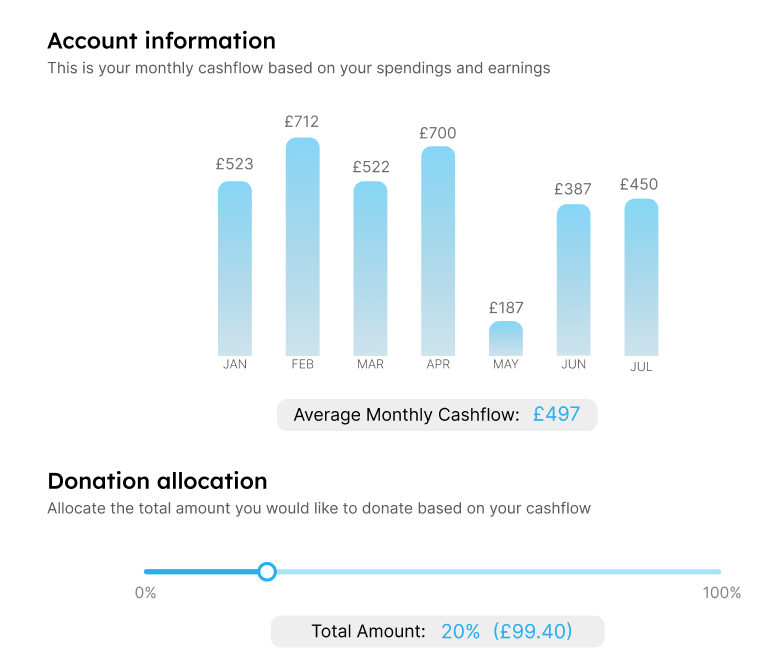 Account information
This is your monthly cashflow based on your spendings and earnings
£523
£712
£522
£700
£187
£387
£450
JAN
FEB
MAR
APR
MAY
JUN
JUL
Average Monthly Cashflow: £497
Donation allocation
Allocate the total amount you would like to donate based on your cashflow
0%
100%
Total Amount: 20% (£99.40)